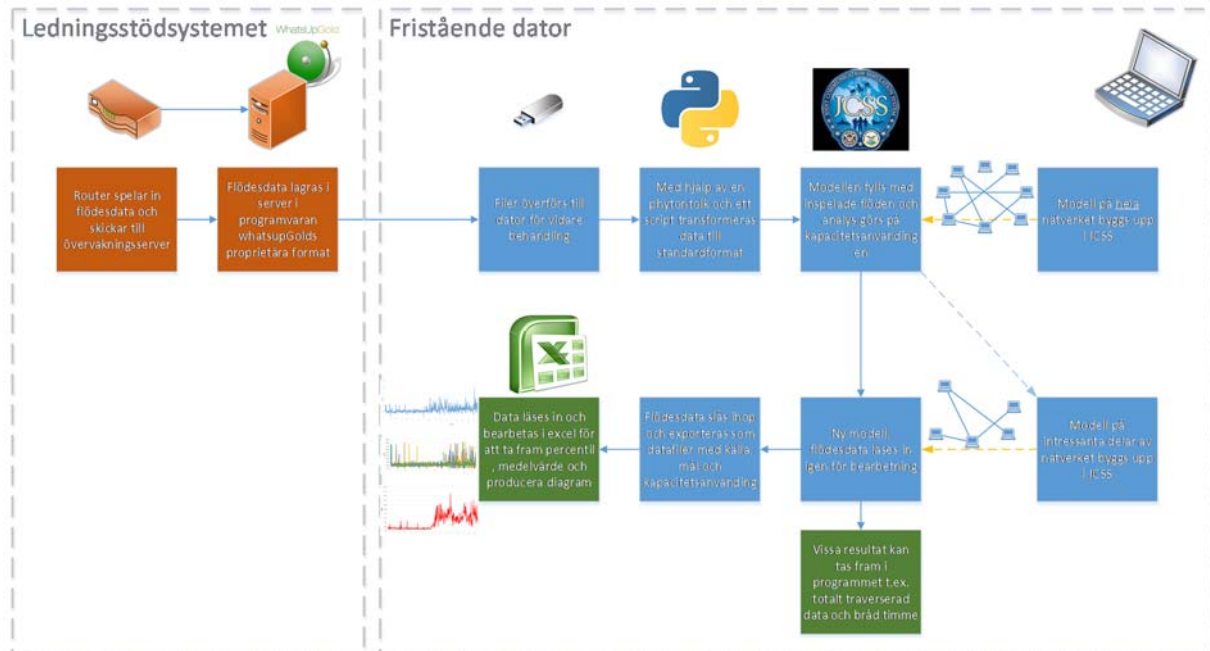 Ledningsstödsystemet
WhatsUpGold
Fristående dator
JCSS
Router spelar in
flödesdata och
skickar till
övervakningsserver
Flödesdata lagras i
server i
programvaran
whatsupGolds
proprietära format
Filer överförs till
dator för vidare
behandling
Med hjälp av en
phytontolk och ett
script transformeras
data till
standardformat
Modellen fylls med
inspelade flöden och
analys görs på
kapacitetsanvänding
en
Modell på hela
nätverket byggs upp
i JCSS
Data läses in och
bearbetas i excel för
att ta fram percentil
, medelvärde och
producera diagram
Flödesdata slås ihop
och exporteras som
datafiler med källa,
mål och
kapacitetsanvänding
Ny modell,
flödesdata läses in
igen för bearbetning
Modell på
intressanta delar av
nätverket byggs upp
i JCSS
Vissa resultat kan
tas fram i
programmet t.ex.
totalt traverserad
data och bråd timme